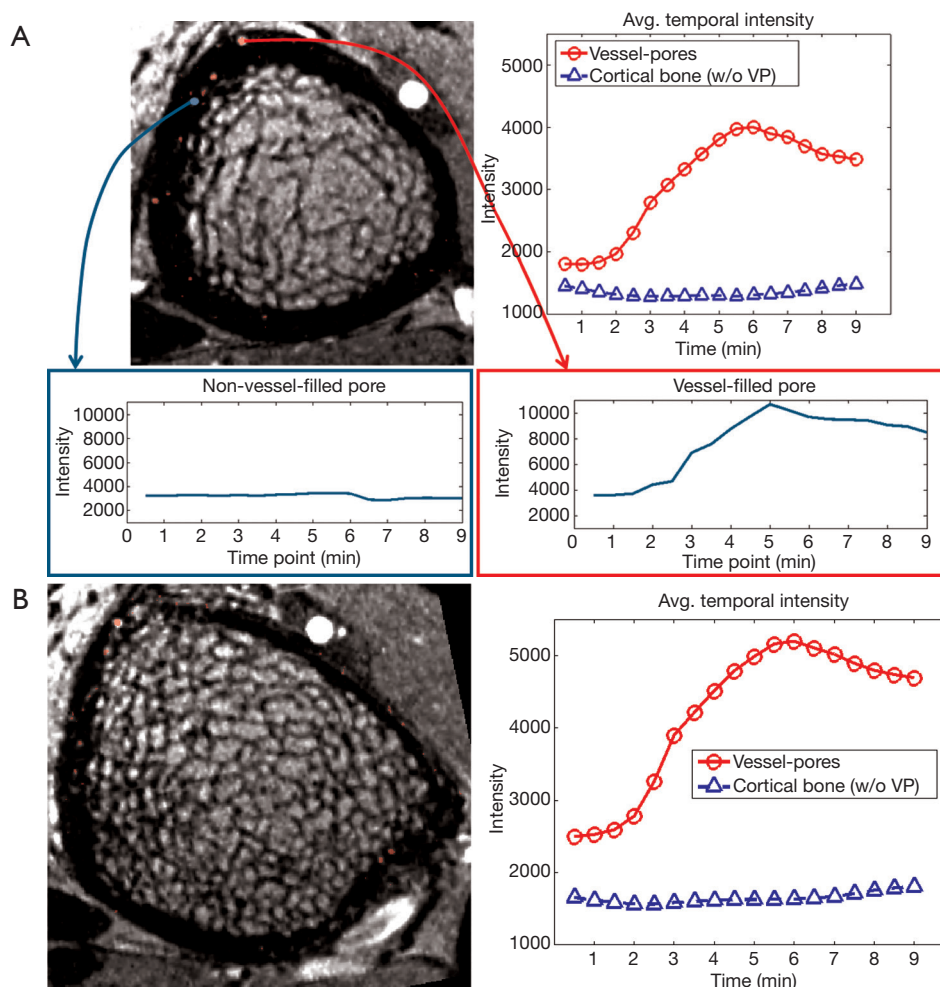 A
Avg. temporal intensity
Vessel-pores
Cortical bone (w/o VP)
5000
4000
3000
2000
1000
Intensity
1 2 3 4 5 6 7 8 9
Time (min)
Non-vessel-filled pore
10000
8000
6000
4000
2000
Intensity
0 1 2 3 4 5 6 7 8 9
Time point (min)
Vessel-filled pore
10000
8000
6000
4000
2000
Intensity
0 1 2 3 4 5 6 7 8 9
Time point (min)
B
Avg. temporal intensity
5000
4000
3000
2000
1000
Vessel-pores
Cortical bone (w/o VP)
1 2 3 4 5 6 7 8 9
Time (min)